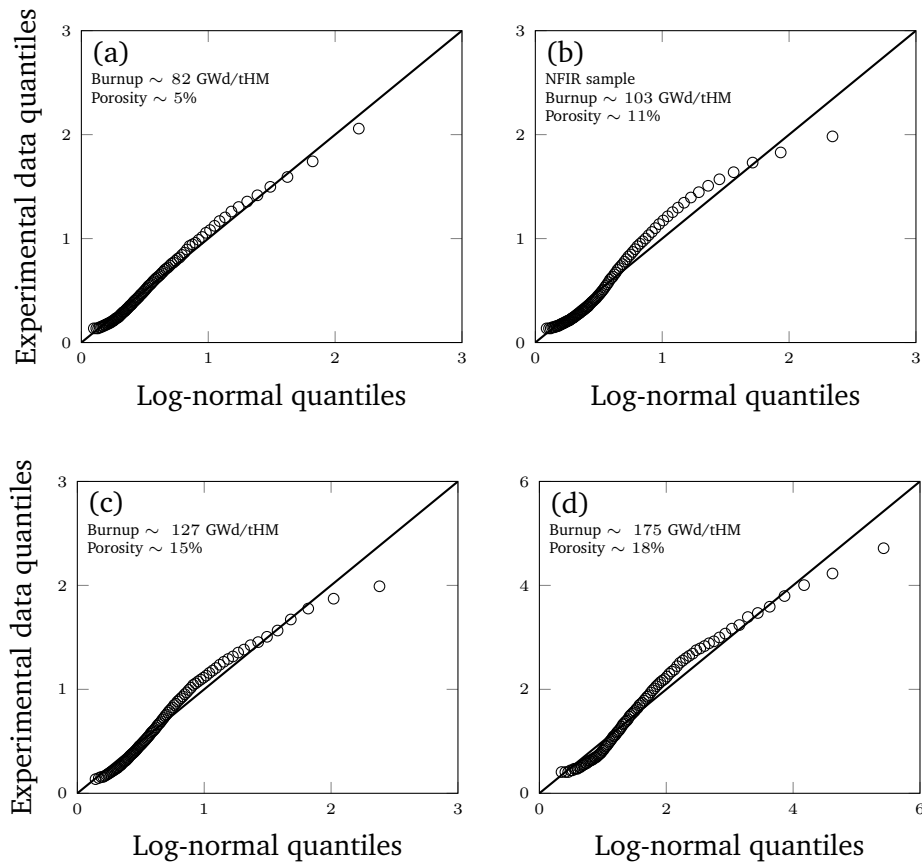 (a)
Burnup ∼ 82 GWd/tHM
Porosity ∼ 5%
Experimental data quantiles
3
2
1
0
0 1 2 3
Log-normal quantiles
(b)
NFIR sample
Burnup ∼ 103 GWd/tHM
Porosity ∼ 11%
3
2
1
0
0 1 2 3
Log-normal quantiles
(c)
Burnup ∼ 127 GWd/tHM
Porosity ∼ 15%
Experimental data quantiles
3
2
1
0
0 1 2 3
Log-normal quantiles
(d)
Burnup ∼ 175 GWd/tHM
Porosity ∼ 18%
6
4
2
0
0 2 4 6
Log-normal quantiles